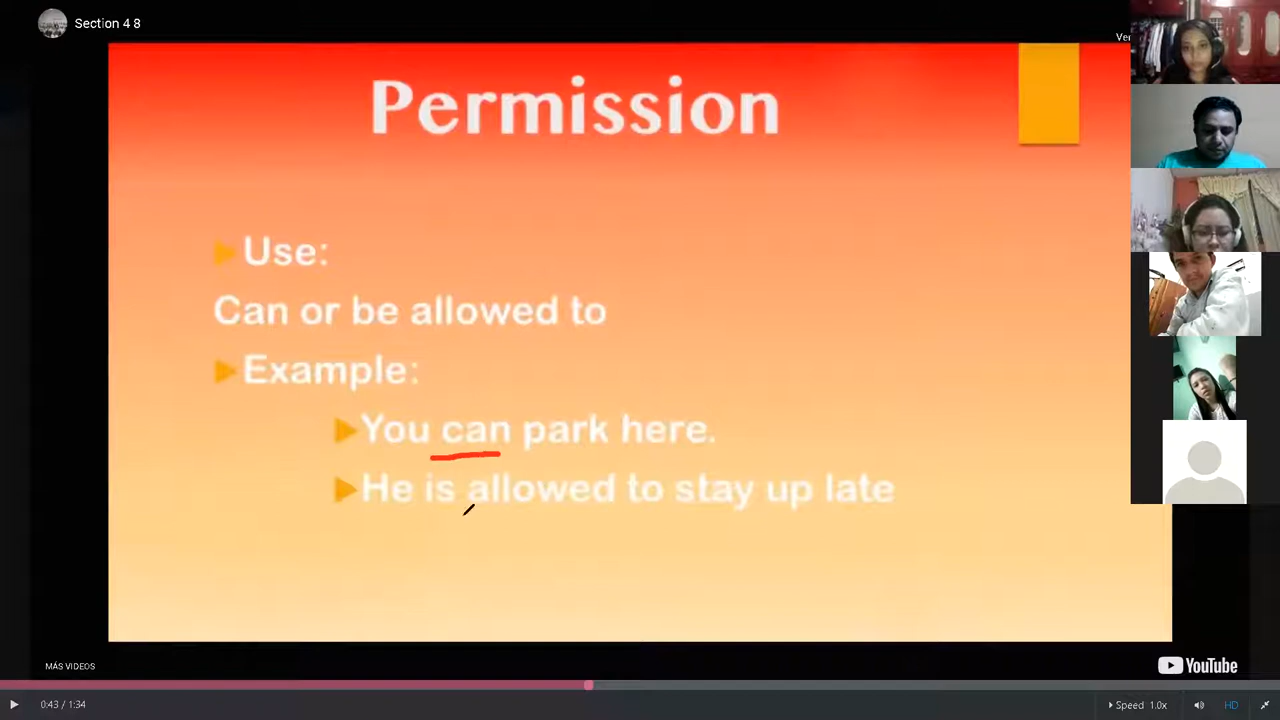 Section 4 8
Ver
Permission
Use:
Can or be allowed to
Example:
You can park here.
He is allowed to stay up late
MÁS VIDEOS
YouTube
0:43 / 1:34
Speed 1.0x
HD